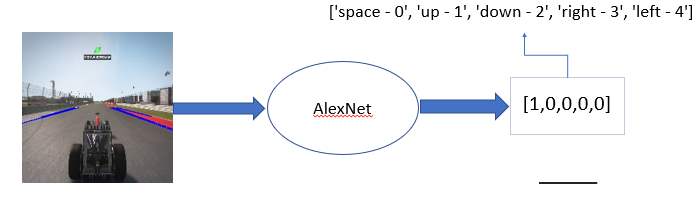 ['space - 0', 'up - 1', 'down - 2', 'right - 3', 'left - 4']
AlexNet
[1,0,0,0,0]